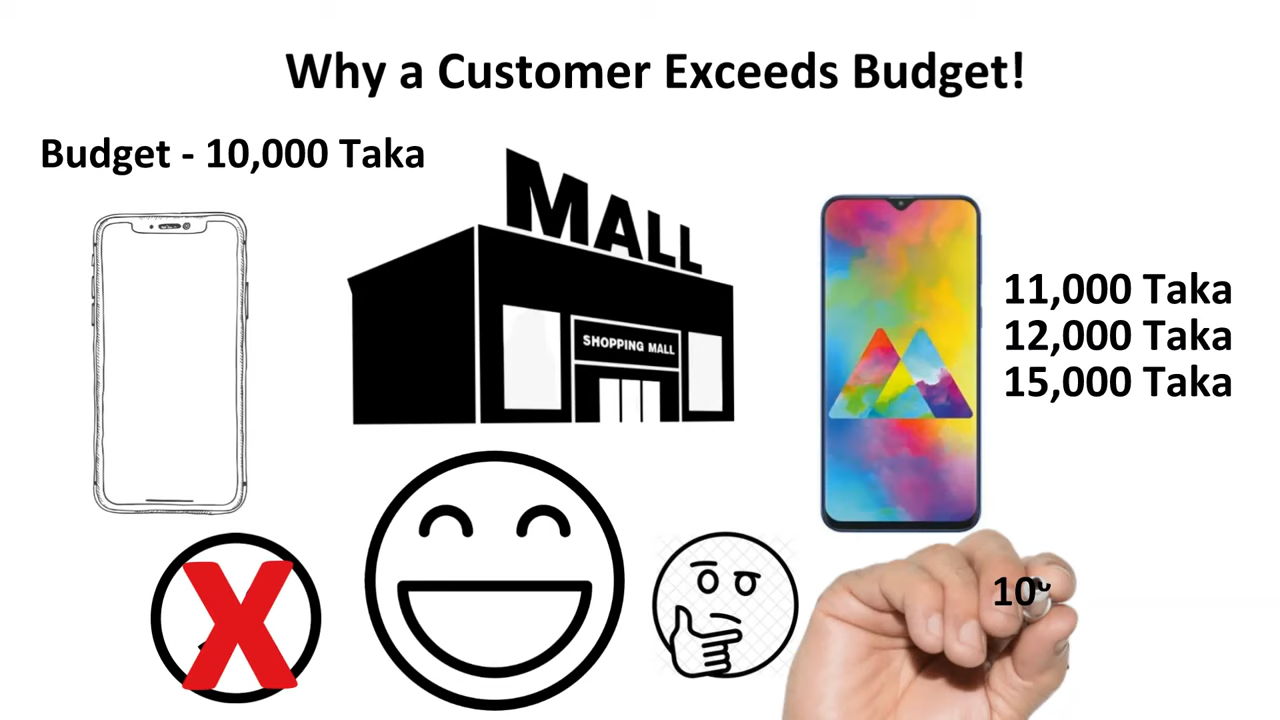 Why a Customer Exceeds Budget!
Budget - 10,000 Taka
MALL
SHOPPING MALL
11,000 Taka
12,000 Taka
15,000 Taka
X
10